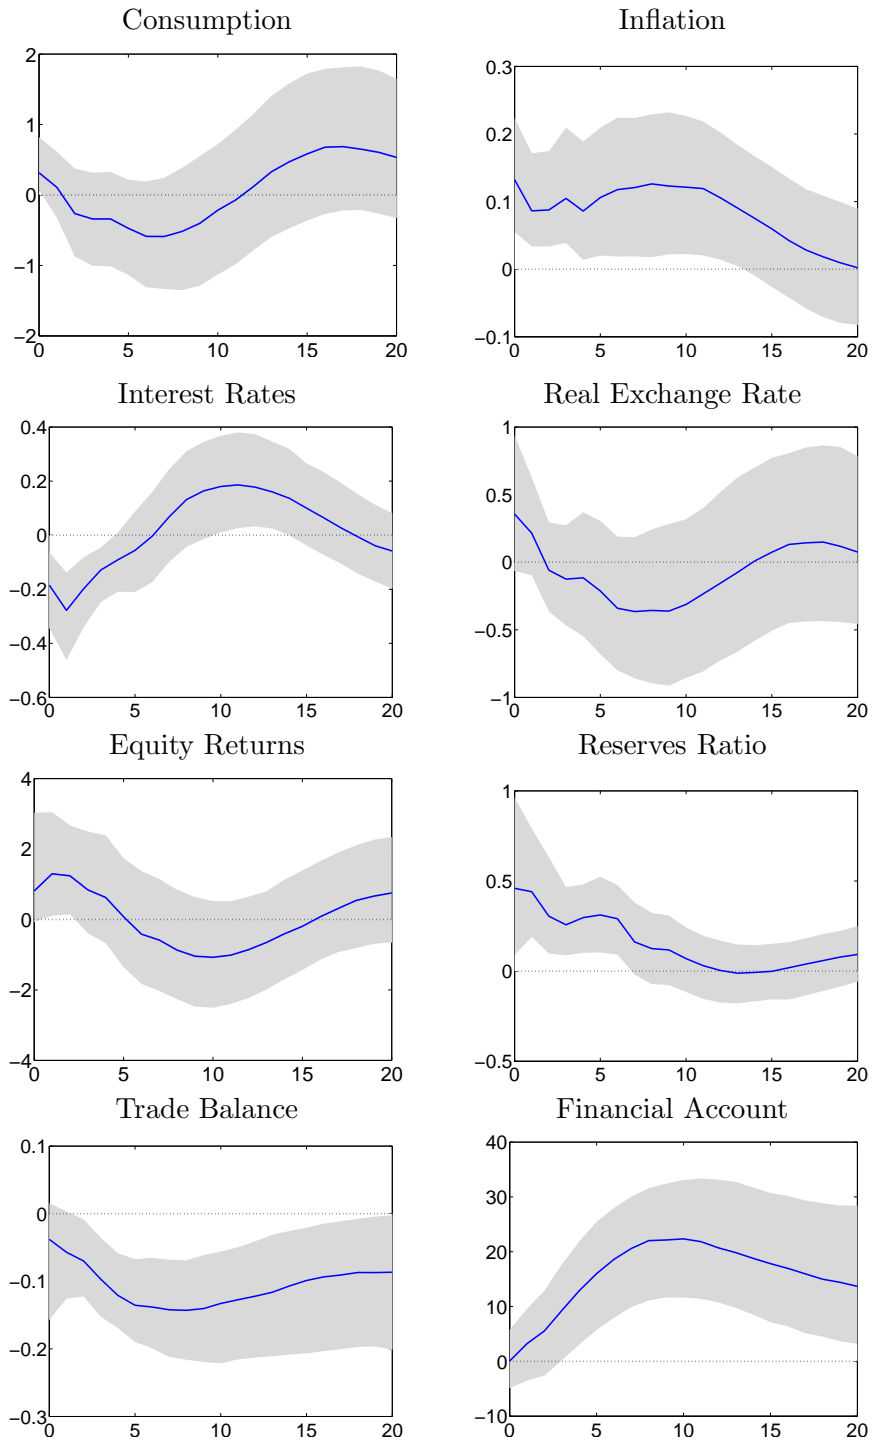 Consumption
2
1
0
−1
−2
0 5 10 15 20
Inflation
0.3
0.2
0.1
0
−0.1
0 5 10 15 20
Interest Rates
0.4
0.2
0
−0.2
−0.4
−0.6
0 5 10 15 20
Real Exchange Rate
1
0.5
0
−0.5
−1
0 5 10 15 20
Equity Returns
4
2
0
−2
−4
0 5 10 15 20
Reserves Ratio
1
0.5
0
−0.5
0 5 10 15 20
Trade Balance
0.1
0
−0.1
−0.2
−0.3
0 5 10 15 20
Financial Account
40
30
20
10
0
−10
0 5 10 15 20